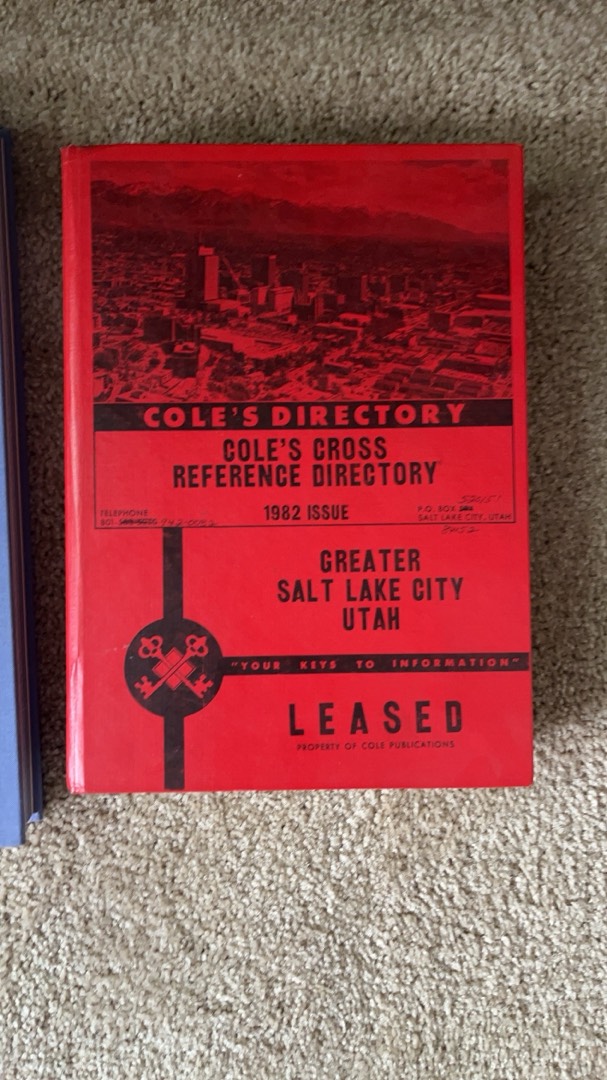 COLE'S DIRECTORY
COLE'S CROSS
REFERENCE DIRECTORY
1982 ISSUE
TELEPHONE
801
P.O. BOX
SALT LAKE CITY, UTAH
GREATER
SALT LAKE CITY
UTAH
"YOUR KEYS TO INFORMATION"
LEASED
PROPERTY OF COLE PUBLICATIONS